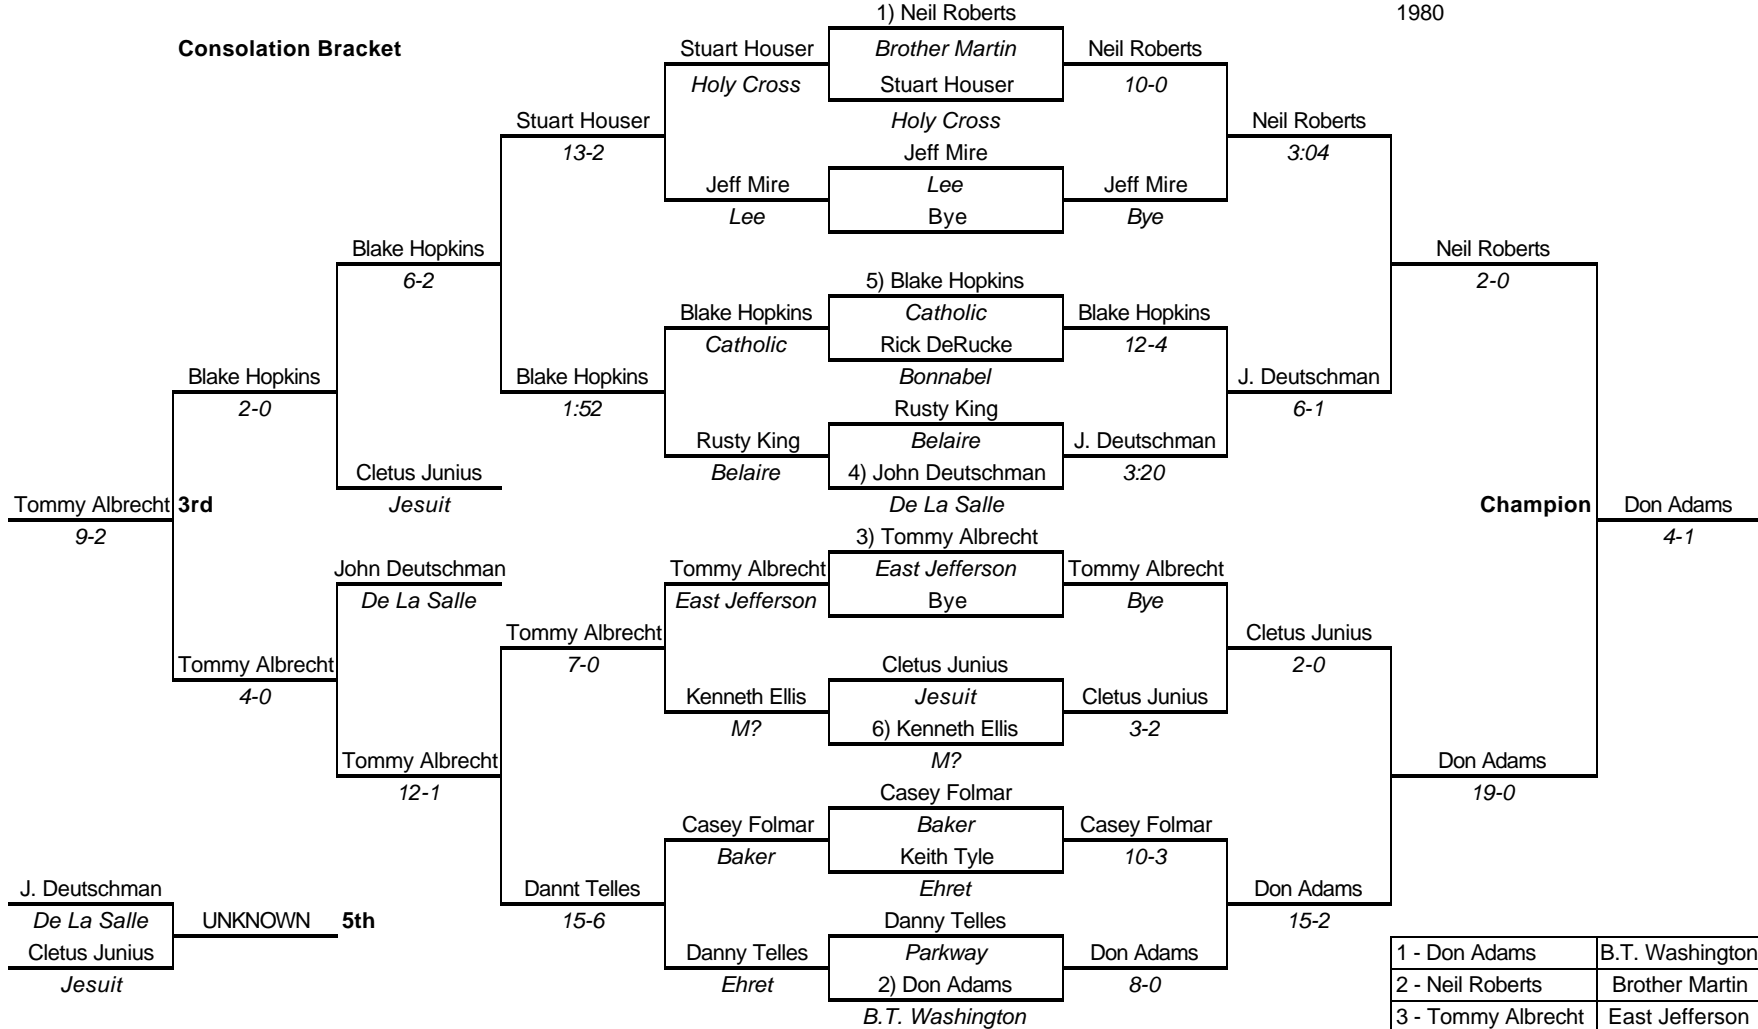 1) Neil Roberts
1980
Consolation Bracket
Stuart Houser
Brother Martin
Neil Roberts
Holy Cross
Stuart Houser
10-0
Stuart Houser
Holy Cross
Neil Roberts
13-2
Jeff Mire
3:04
Jeff Mire
Lee
Jeff Mire
Lee
Bye
Bye
Blake Hopkins
Neil Roberts
6-2
5) Blake Hopkins
2-0
Blake Hopkins
Catholic
Blake Hopkins
Catholic
Rick DeRucke
12-4
Blake Hopkins
Blake Hopkins
Bonnabel
J. Deutschman
2-0
1:52
Rusty King
6-1
Rusty King
Belaire
J. Deutschman
Belaire
4) John Deutschman
3:20
Cletus Junius
Jesuit
De La Salle
Tommy Albrecht
3rd
Champion
Don Adams
9-2
3) Tommy Albrecht
4-1
John Deutschman
Tommy Albrecht
East Jefferson
Tommy Albrecht
De La Salle
East Jefferson
Bye
Bye
Tommy Albrecht
Cletus Junius
Tommy Albrecht
7-0
Cletus Junius
2-0
4-0
Kenneth Ellis
Jesuit
Cletus Junius
M?
6) Kenneth Ellis
3-2
Tommy Albrecht
M?
Don Adams
12-1
Casey Folmar
19-0
Casey Folmar
Baker
Casey Folmar
Baker
Keith Tyle
10-3
J. Deutschman
Dannt Telles
Ehret
Don Adams
De La Salle
UNKNOWN
5th
15-6
Danny Telles
15-2
Cletus Junius
Danny Telles
Parkway
Don Adams
1 - Don Adams
B.T. Washington
Jesuit
Ehret
2) Don Adams
8-0
2 - Neil Roberts
Brother Martin
B.T. Washington
3 - Tommy Albrecht
East Jefferson